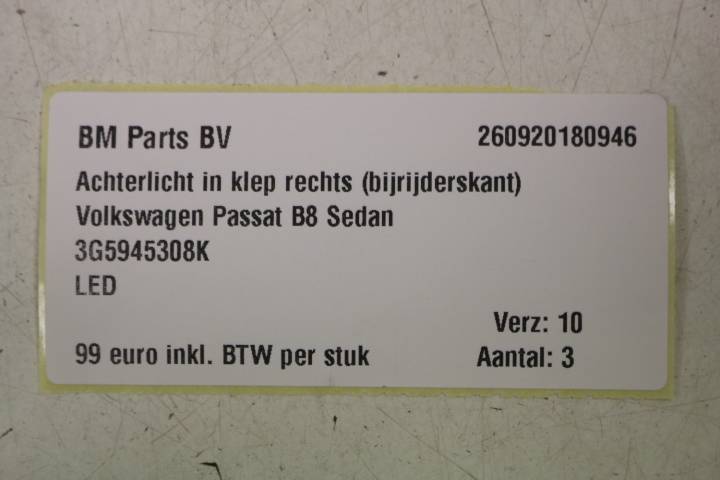 BM Parts BV 260920180946
Achterlicht in klep rechts (bijrijderskant)
Volkswagen Passat B8 Sedan
3G5945308K
LED
Verz: 10
99 euro inkl. BTW per stuk Aantal: 3